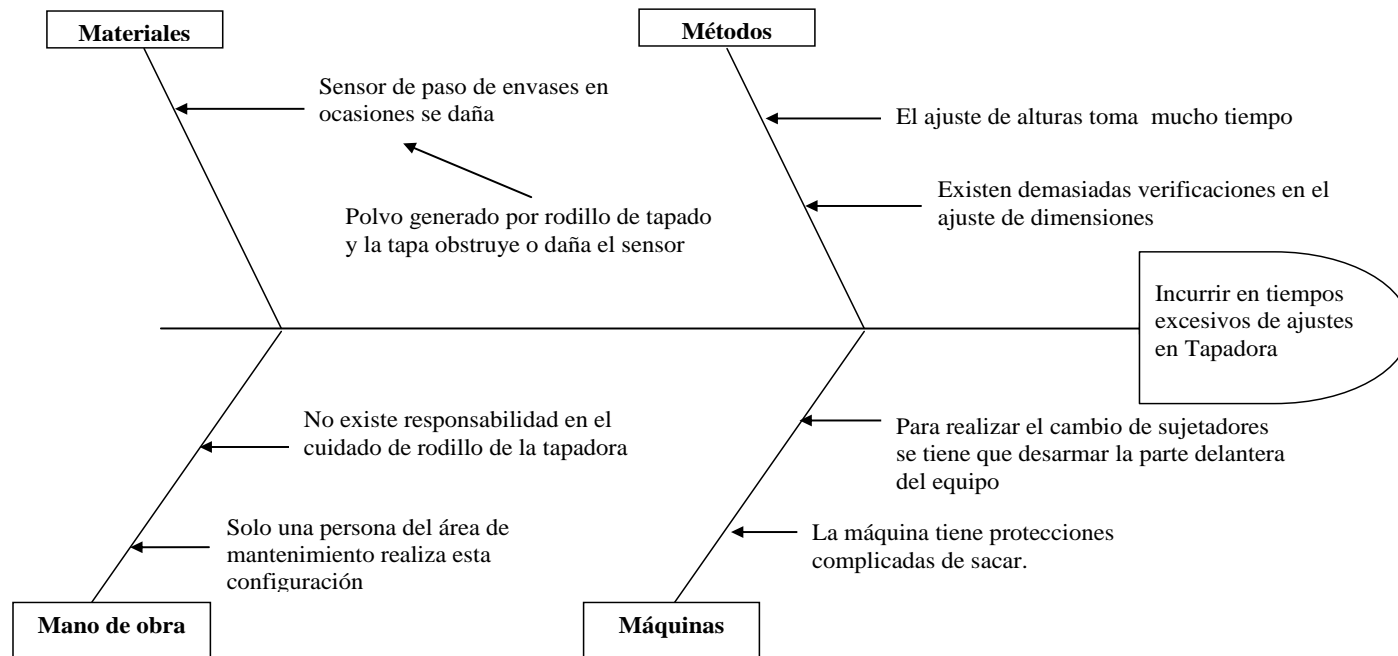 Materiales
Métodos
Sensor de paso de envases en
ocasiones se daña
El ajuste de alturas toma mucho tiempo
Polvo generado por rodillo de tapado
y la tapa obstruye o daña el sensor
Existen demasiadas verificaciones en el
ajuste de dimensiones
Incurrir en tiempos
excesivos de ajustes
en Tapadora
No existe responsabilidad en el
cuidado de rodillo de la tapadora
Para realizar el cambio de sujetadores
se tiene que desarmar la parte delantera
del equipo
Solo una persona del área de
mantenimiento realiza esta
configuración
La máquina tiene protecciones
complicadas de sacar.
Mano de obra
Máquinas